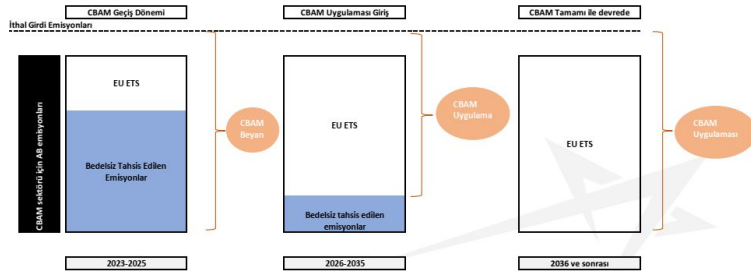 CBAM Geçiş Dönemi
CBAM Uygulaması Giriş
CBAM Tamamı ile devrede
İthal Girdi Emisyonları
CBAM sektörü için AB emisyonları
EU ETS
Bedelsiz Tahsis Edilen
Emisyonlar
CBAM
Beyan
EU ETS
Bedelsiz tahsis edilen
emisyonlar
CBAM
Uygulama
EU ETS
CBAM
Uygulaması
2023-2025
2026-2035
2036 ve sonrası